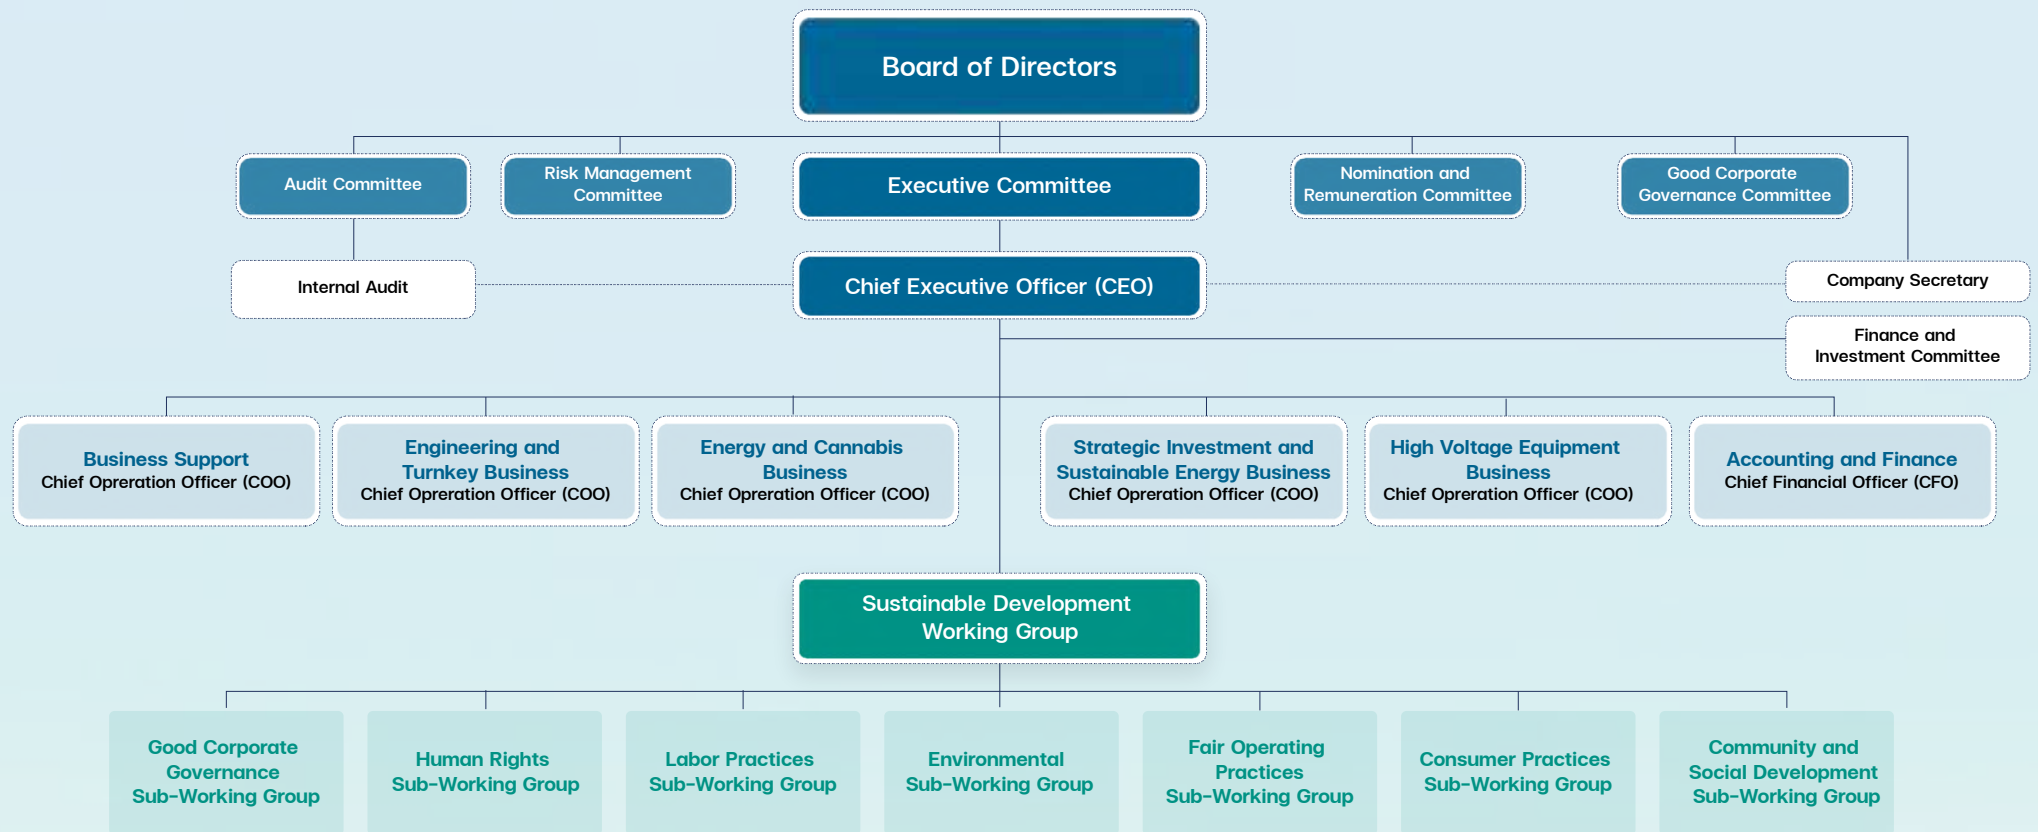 Board of Directors
Audit Committee
Risk Management
Committee
Executive Committee
Nomination and
Remuneration Committee
Good Corporate
Governance Committee
Internal Audit
Chief Executive Officer (CEO)
Company Secretary
Finance and
Investment Committee
Business Support
Chief Opreration Officer (COO)
Engineering and
Turnkey Business
Chief Opreration Officer (COO)
Energy and Cannabis
Business
Chief Opreration Officer (COO)
Strategic Investment and
Sustainable Energy Business
Chief Opreration Officer (COO)
High Voltage Equipment
Business
Chief Opreration Officer (COO)
Accounting and Finance
Chief Financial Officer (CFO)
Sustainable Development
Working Group
Good Corporate
Governance
Sub-Working Group
Human Rights
Sub-Working Group
Labor Practices
Sub-Working Group
Environmental
Sub-Working Group
Fair Operating
Practices
Sub-Working Group
Consumer Practices
Sub-Working Group
Community and
Social Development
Sub-Working Group